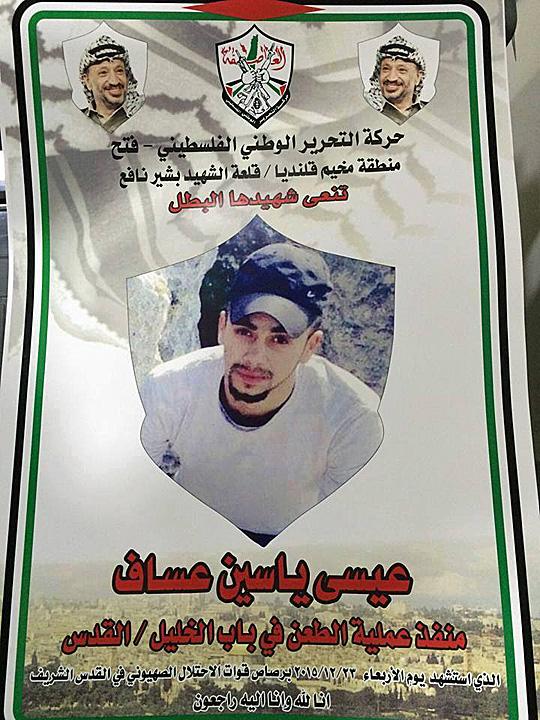 العاصفة
حركة التحرير الوطني الفلسطيني - فتح
منطقة مخيم قلنديا / قلعة الشهيد بشير نافع
تنعى شهيدها البطل
عيسى ياسين عساف
منفذ عملية الطعن في باب الخليل / القدس
الذي استشهد يوم الأربعاء ٢٠١٥/١٢/٢٣ برصاص قوات الاحتلال الصهيوني في القدس الشريف
انا لله وانا اليه راجعون